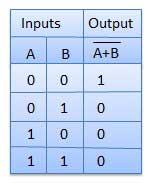 Inputs Output
A B A̅+̅B̅
0 0 1
0 1 0
1 0 0
1 1 0